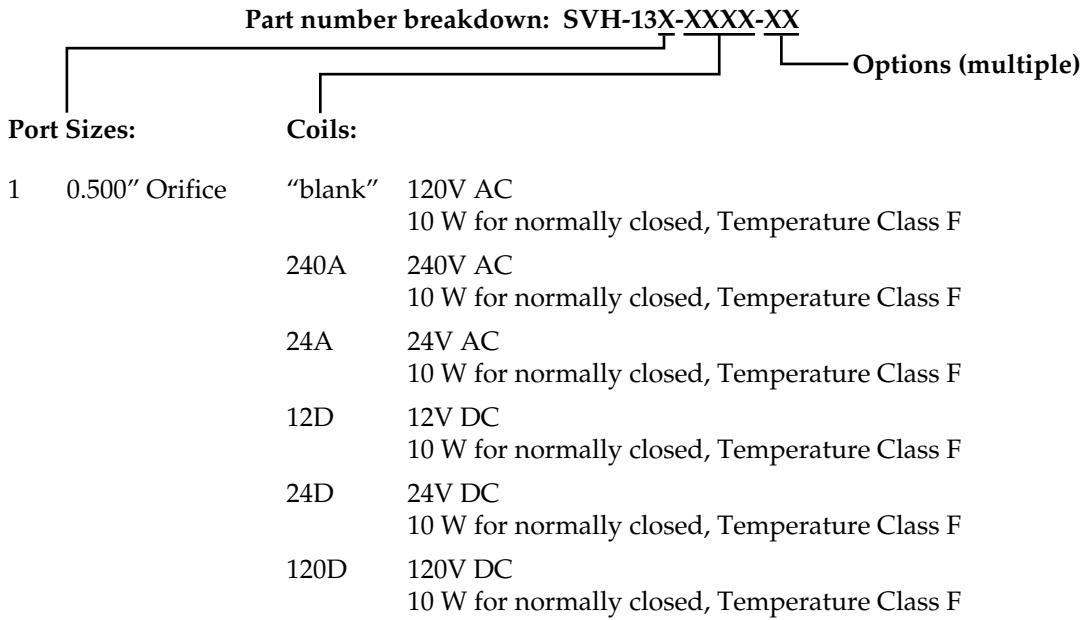 Part number breakdown: SVH-13X-XXXX-XX
Options (multiple)
Port Sizes:
Coils:
1 0.500″ Orifice
“blank” 120V AC
10 W for normally closed, Temperature Class F
240A 240V AC
10 W for normally closed, Temperature Class F
24A 24V AC
10 W for normally closed, Temperature Class F
12D 12V DC
10 W for normally closed, Temperature Class F
24D 24V DC
10 W for normally closed, Temperature Class F
120D 120V DC
10 W for normally closed, Temperature Class F